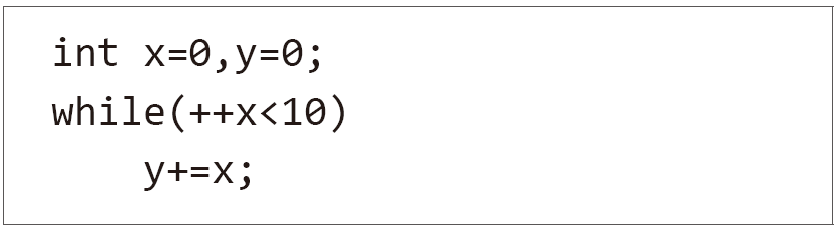 int x=0,y=0;
while(++x<10)
    y+=x;